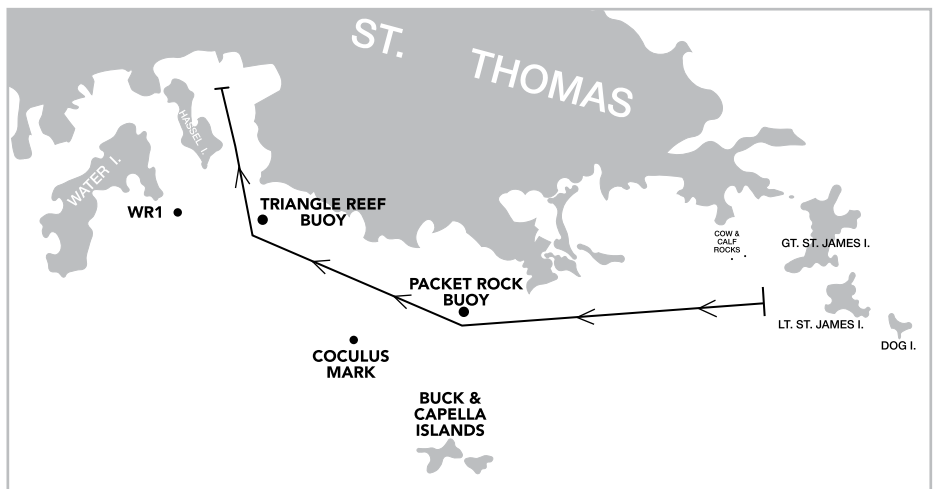 ST. THOMAS
HASSEL I.
WATER I.
WR1
TRIANGLE REEF
BUOY
COW &
CALF
ROCKS
GT. ST. JAMES I.
PACKET ROCK
BUOY
LT. ST. JAMES I.
DOG I.
COCULUS
MARK
BUCK &
CAPELLA
ISLANDS